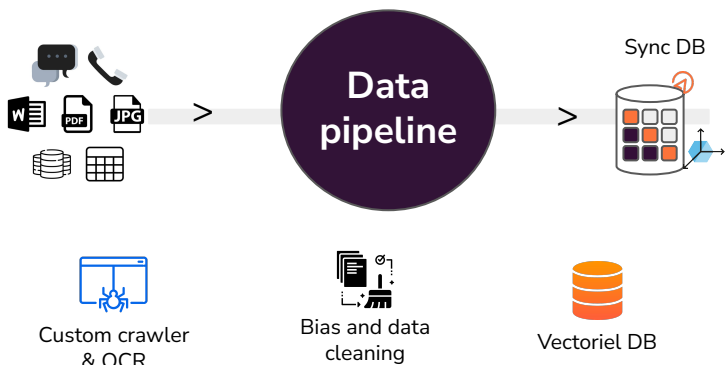 Sync DB
Data
pipeline
W
PDF
JPG
>
>
Custom crawler
& OCR
Bias and data
cleaning
Vectoriel DB